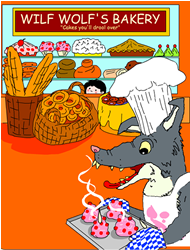 WILF WOLF'S BAKERY
"Cakes you'll drool over"